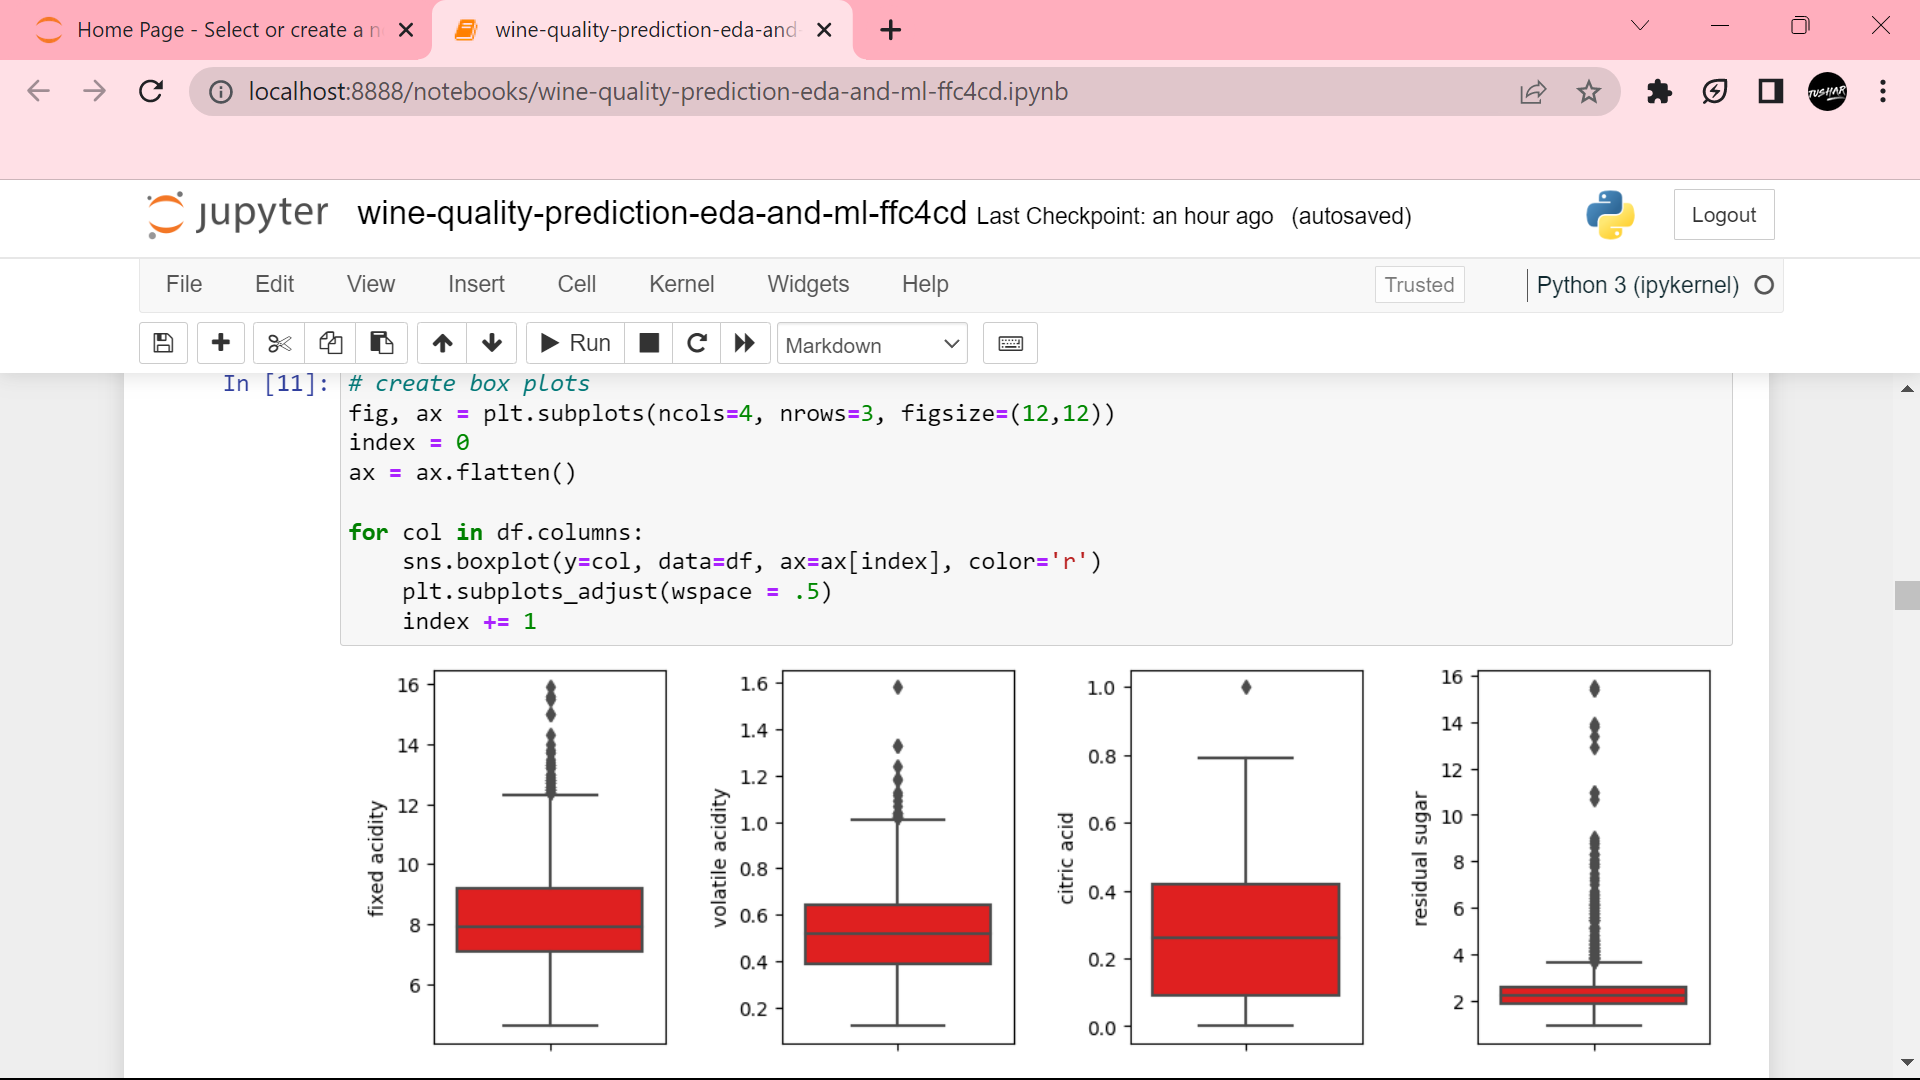 Home Page - Select or create a n
wine-quality-prediction-eda-and-
localhost:8888/notebooks/wine-quality-prediction-eda-and-ml-ffc4cd.ipynb
TUSHAR
jupyter wine-quality-prediction-eda-and-ml-ffc4cd Last Checkpoint: an hour ago (autosaved)
Logout
File Edit View Insert Cell Kernel Widgets Help
Trusted
Python 3 (ipykernel)
Run
Markdown
In [11]: # create box plots
fig, ax = plt.subplots(ncols=4, nrows=3, figsize=(12,12))
index = 0
ax = ax.flatten()
for col in df.columns:
    sns.boxplot(y=col, data=df, ax=ax[index], color='r')
    plt.subplots_adjust(wspace = .5)
    index += 1
fixed acidity
16
14
12
10
8
6
volatile acidity
1.6
1.4
1.2
1.0
0.8
0.6
0.4
0.2
citric acid
1.0
0.8
0.6
0.4
0.2
0.0
residual sugar
16
14
12
10
8
6
4
2